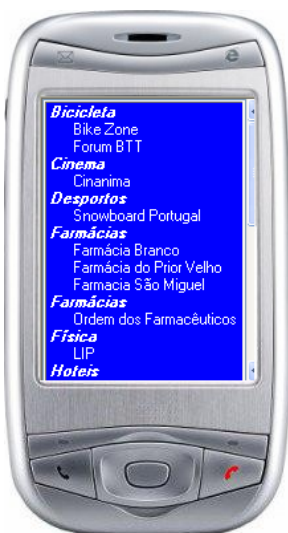 Bicicleta
Bike Zone
Forum BTT
Cinema
Cinanima
Desportos
Snowboard Portugal
Farmácias
Farmácia Branco
Farmácia do Prior Velho
Farmacia São Miguel
Farmácias
Ordem dos Farmacêuticos
Física
LIP
Hoteis